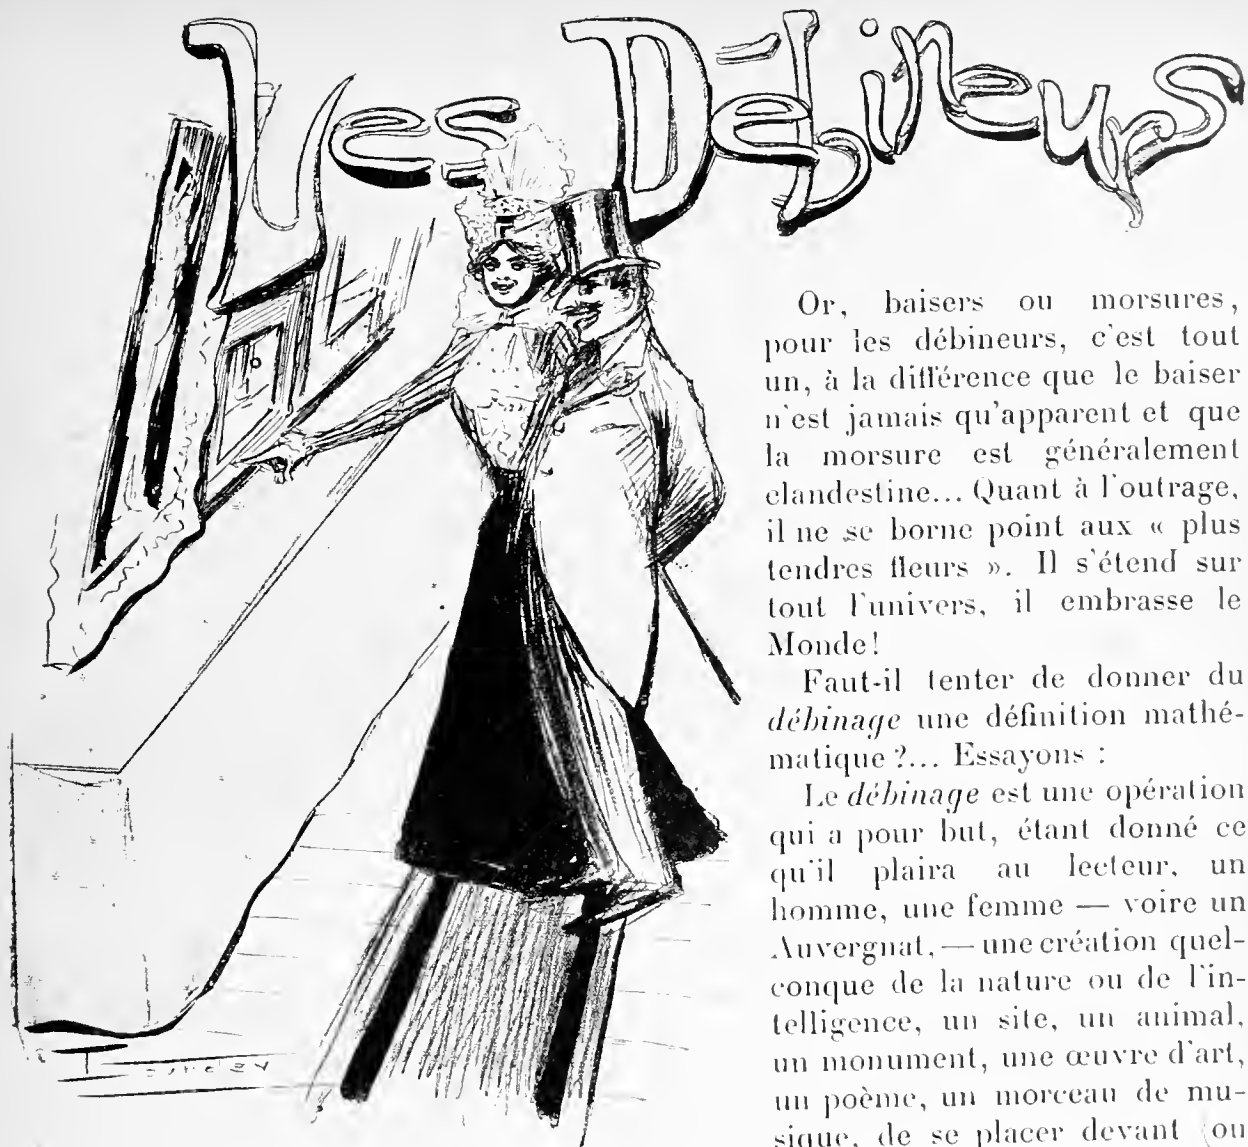 Les Débineurs
Or, baisers ou morsures,
pour les débineurs, c'est tout
un, à la différence que le baiser
n'est jamais qu'apparent et que
la morsure est généralement
clandestine... Quant à l'outrage,
il ne se borne point aux « plus
tendres fleurs ». Il s'étend sur
tout l'univers, il embrasse le
Monde!
Faut-il tenter de donner du
débinage une définition mathé-
matique?... Essayons :
Le débinage est une opération
qui a pour but, étant donné ce
qu'il plaira au lecteur, un
homme, une femme — voire un
Auvergnat, — une création quel-
conque de la nature ou de l'in-
telligence, un site, un animal,
un monument, une œuvre d'art,
un poème, un morceau de mu-
sique, de se placer devant (ou